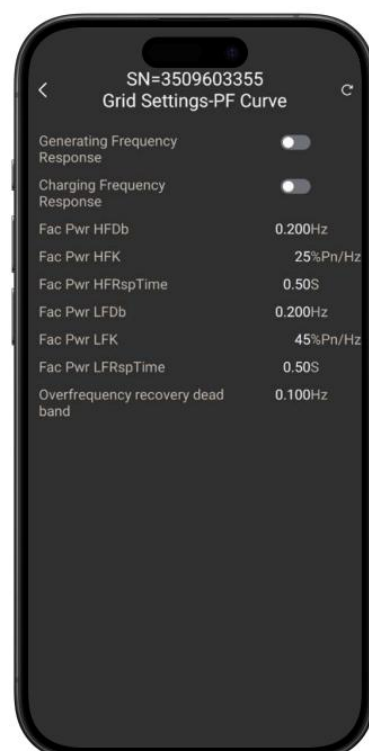 SN=3509603355
Grid Settings-PF Curve
Generating Frequency
Response
Charging Frequency
Response
Fac Pwr HFDb 0.200Hz
Fac Pwr HFK 25%Pn/Hz
Fac Pwr HFRspTime 0.50S
Fac Pwr LFDb 0.200Hz
Fac Pwr LFK 45%Pn/Hz
Fac Pwr LFRspTime 0.50S
Overfrequency recovery dead 0.100Hz
band